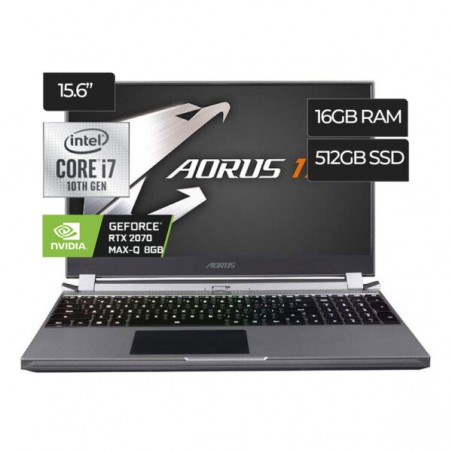 15.6”
16GB RAM
512GB SSD
intel
CORE i7
10TH GEN
AORUS
NVIDIA
GEFORCE
RTX 2070
MAX-Q 8GB
AORUS